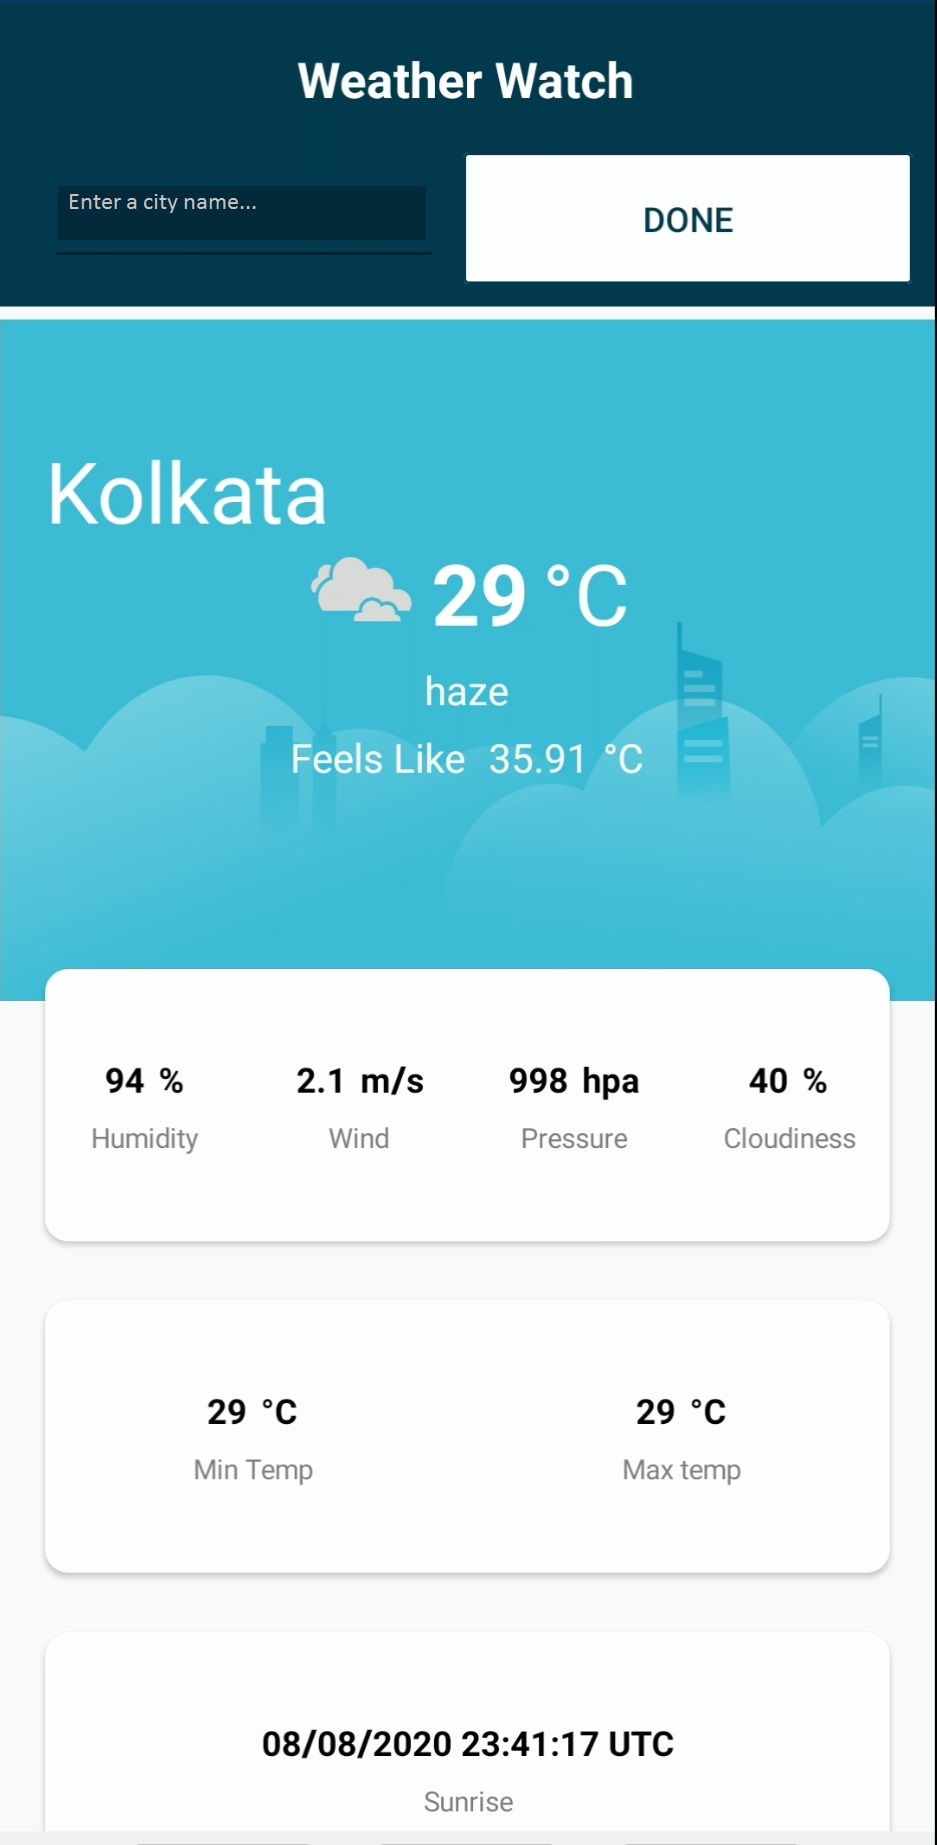 Weather Watch
Enter a city name...
DONE
Kolkata
29 °C
haze
Feels Like 35.91 °C
94 % 2.1 m/s 998 hpa 40 %
Humidity Wind Pressure Cloudiness
29 °C 29 °C
Min Temp Max temp
08/08/2020 23:41:17 UTC
Sunrise